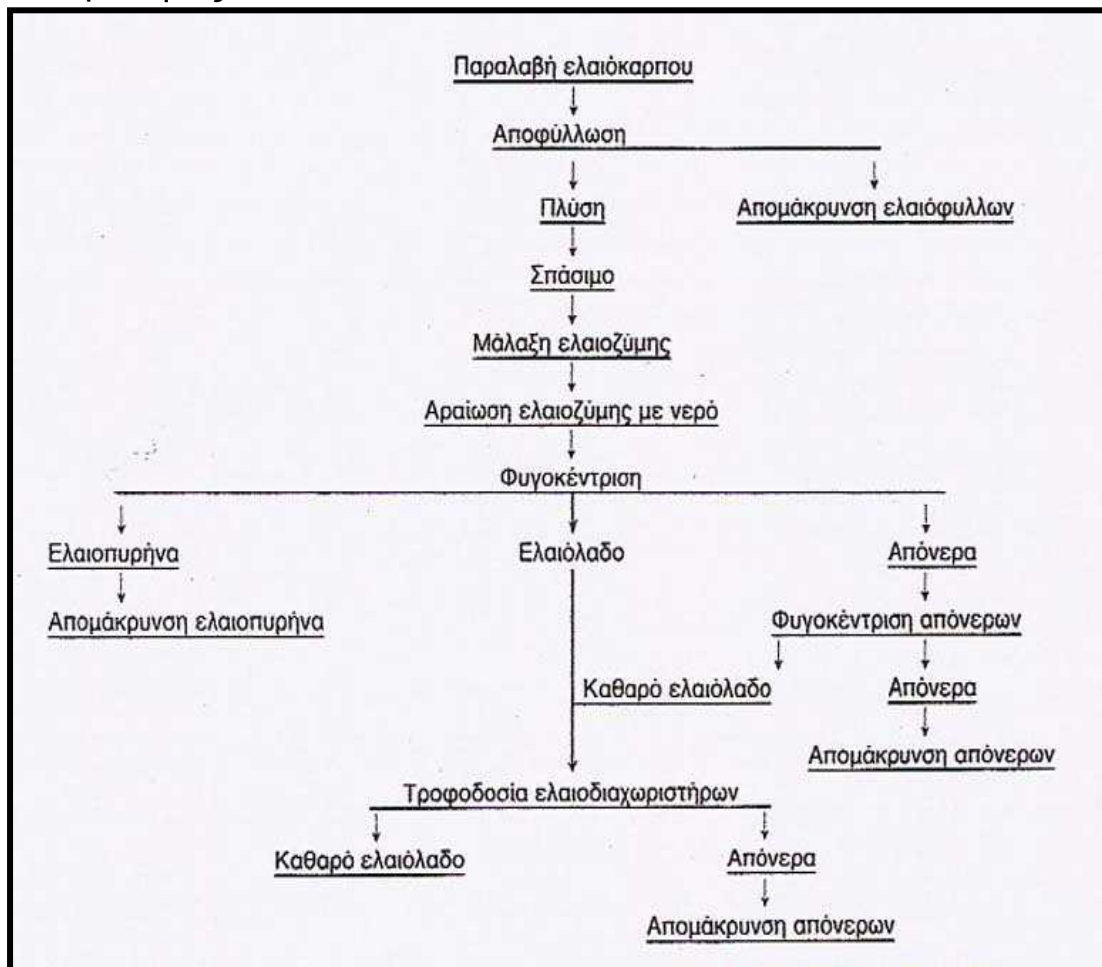 Παραλαβή ελαιόκαρπου
Αποφύλλωση
Πλύση
Απομάκρυνση ελαιόφυλλων
Σπάσιμο
Μάλαξη ελαιοζύμης
Αραίωση ελαιοζύμης με νερό
Φυγοκέντριση
Ελαιοπυρήνα
Ελαιόλαδο
Απόνερα
Απομάκρυνση ελαιοπυρήνα
Φυγοκέντριση απόνερων
Καθαρό ελαιόλαδο
Απόνερα
Απομάκρυνση απόνερων
Τροφοδοσία ελαιοδιαχωριστήρων
Καθαρό ελαιόλαδο
Απόνερα
Απομάκρυνση απόνερων